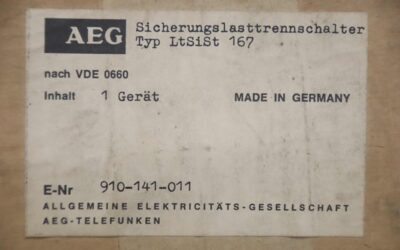 AEG
Sicherungslasttrennschalter
Typ LtSiSt 167
nach VDE 0660
Inhalt 1 Gerät MADE IN GERMANY
E-Nr 910-141-011
ALLGEMEINE ELEKTRICITÄTS-GESELLSCHAFT
AEG-TELEFUNKEN